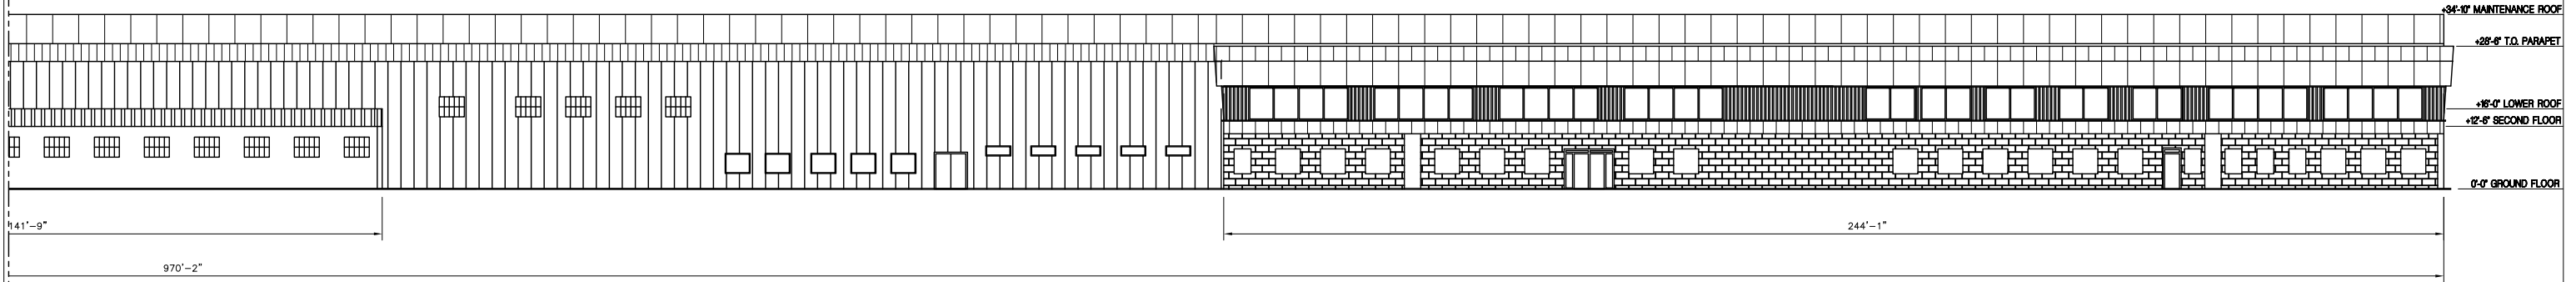 +34'-10" MAINTENANCE ROOF
+28'-6" T.O. PARAPET
+16'-0" LOWER ROOF
+12'-6" SECOND FLOOR
0'-0" GROUND FLOOR
141'-9"
244'-1"
970'-2"